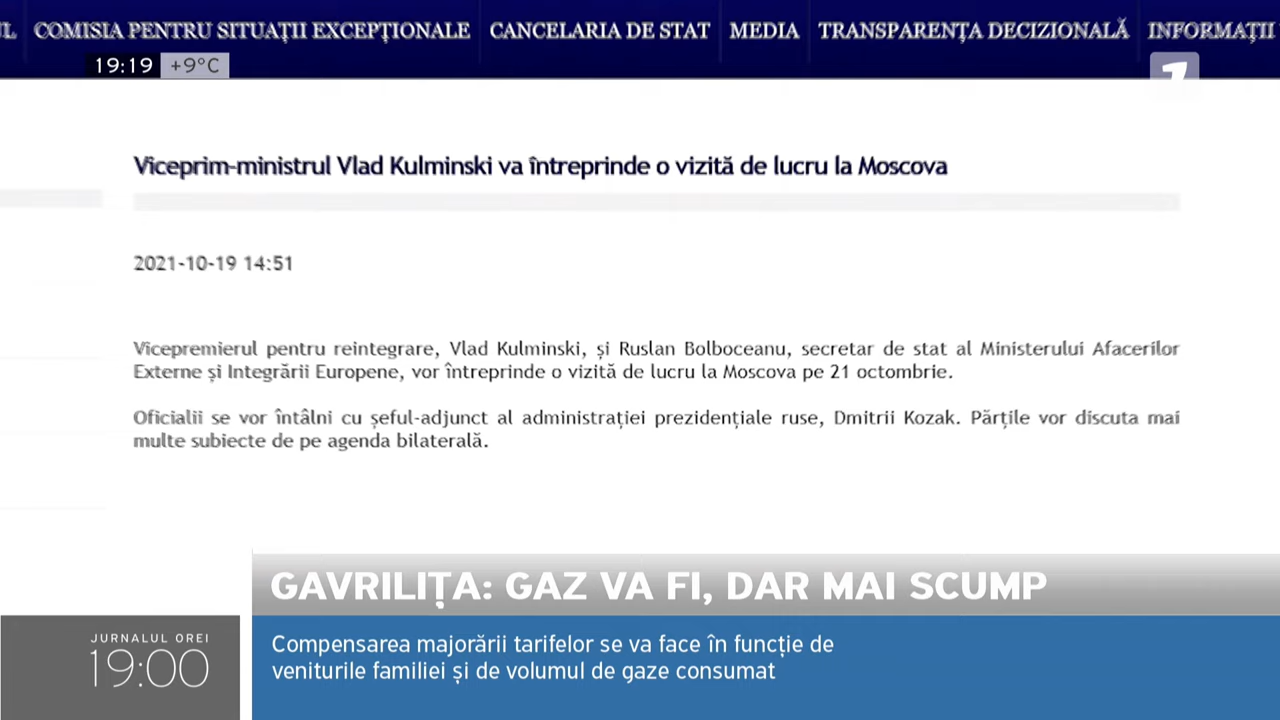 COMISIA PENTRU SITUAȚII EXCEPȚIONALE CANCELARIA DE STAT MEDIA TRANSPARENȚA DECIZIONALĂ INFORMAȚII
19:19 +9°C
Viceprim-ministrul Vlad Kulminski va întreprinde o vizită de lucru la Moscova
2021-10-19 14:51
Vicepremierul pentru reintegrare, Vlad Kulminski, și Ruslan Bolboceanu, secretar de stat al Ministerului Afacerilor
Externe și Integrării Europene, vor întreprinde o vizită de lucru la Moscova pe 21 octombrie.
Oficialii se vor întâlni cu șeful-adjunct al administrației prezidențiale ruse, Dmitrii Kozak. Părțile vor discuta mai
multe subiecte de pe agenda bilaterală.
GAVRILIȚA: GAZ VA FI, DAR MAI SCUMP
JURNALUL OREI
19:00
Compensarea majorării tarifelor se va face în funcție de
veniturile familiei și de volumul de gaze consumat